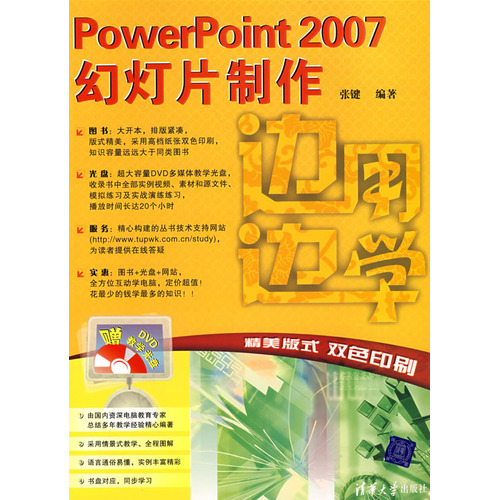 PowerPoint 2007
幻灯片制作
张键 编著
图书：大开本，排版紧凑，
版式精美，采用高档纸张双色印刷，
知识容量远远大于同类图书
光盘：超大容量DVD多媒体教学光盘，
收录书中全部实例视频、素材和源文件、
模拟练习及实战演练练习，
播放时间长达20个小时
服务：精心构建的丛书技术支持网站
(http://www.tupwk.com.cn/study)，
为读者提供在线答疑
实惠：图书+光盘+网站，
全方位互动学电脑，定价超值！
花最少的钱学最多的知识！！
边用
边学
精美版式 双色印刷
赠
DVD
教学光盘
由国内资深电脑教育专家
总结多年教学经验精心编著
采用情景式教学、全程图解
语言通俗易懂，实例丰富精彩
书盘对应，同步学习
清华大学出版社